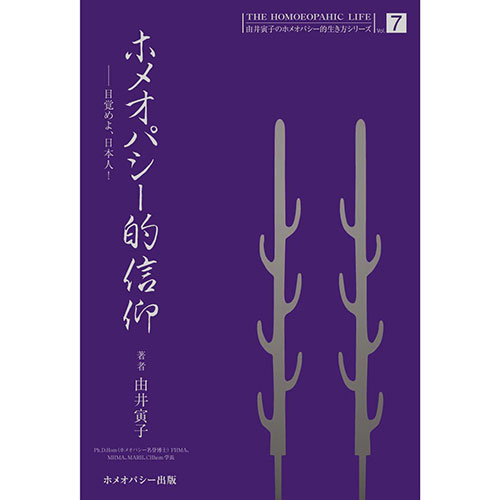 THE HOMOEOPAHIC LIFE
由井寅子のホメオパシー的生き方シリーズ
Vol.
7
ホメオパシー的信仰
——目覚めよ、日本人！
著者
由井寅子
Ph.D.Hom（ホメオパシー名誉博士）FHMA,
MHMA, MARH, CHhom学長
ホメオパシー出版